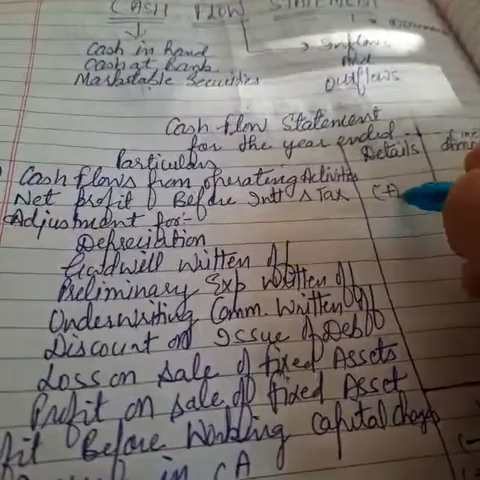 CASH FLOW STATEMENT
Cash in hand
Cash at Bank
Marketable Securities
Inflows
and
Outflows
Cash flow Statement
for the year ended
Particulars Details
Cash flows from operating Activities
Net Profit Before Intt & Tax (+)
Adjustment for:-
Depreciation
Goodwill Written off
Preliminary Exp Written off
Underwriting Comm. Written off
Discount on Issue of Deb
Loss on Sale of fixed Assets
Profit on Sale of fixed Asset
fit Before Working Capital Changes
in CA